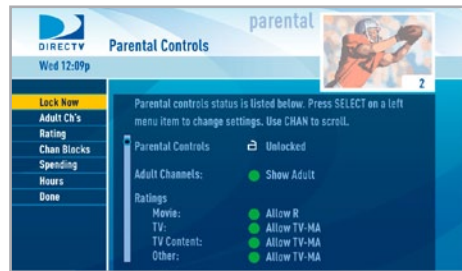 parental
DIRECTV
Parental Controls
Wed 12:09p
2
Lock Now
Adult Ch's
Rating
Chan Blocks
Spending
Hours
Done
Parental controls status is listed below. Press SELECT on a left
menu item to change settings. Use CHAN to scroll.
Parental Controls Unlocked
Adult Channels: Show Adult
Ratings
Movie: Allow R
TV: Allow TV-MA
TV Content: Allow TV-MA
Other: Allow TV-MA